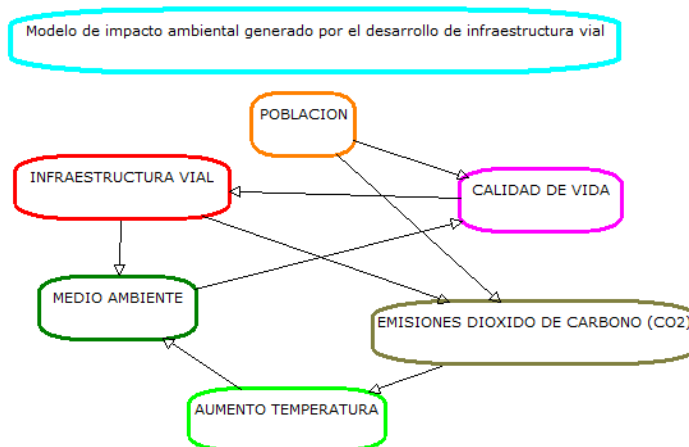 Modelo de impacto ambiental generado por el desarrollo de infraestructura vial
POBLACION
INFRAESTRUCTURA VIAL
CALIDAD DE VIDA
MEDIO AMBIENTE
EMISIONES DIOXIDO DE CARBONO (CO2)
AUMENTO TEMPERATURA